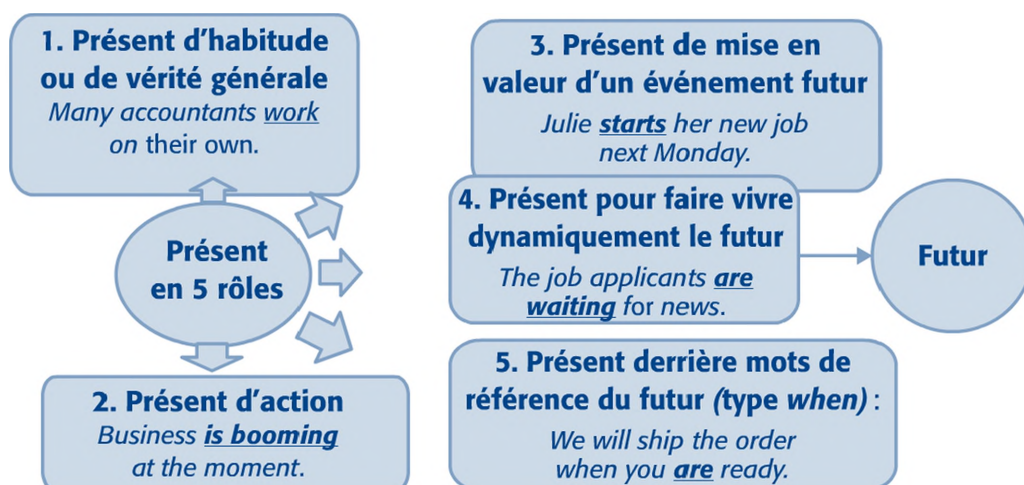 1. Présent d'habitude
ou de vérité générale
Many accountants work
on their own.
Présent
en 5 rôles
2. Présent d'action
Business is booming
at the moment.
3. Présent de mise en
valeur d'un événement futur
Julie starts her new job
next Monday.
4. Présent pour faire vivre
dynamiquement le futur
The job applicants are
waiting for news.
Futur
5. Présent derrière mots de
référence du futur (type when) :
We will ship the order
when you are ready.